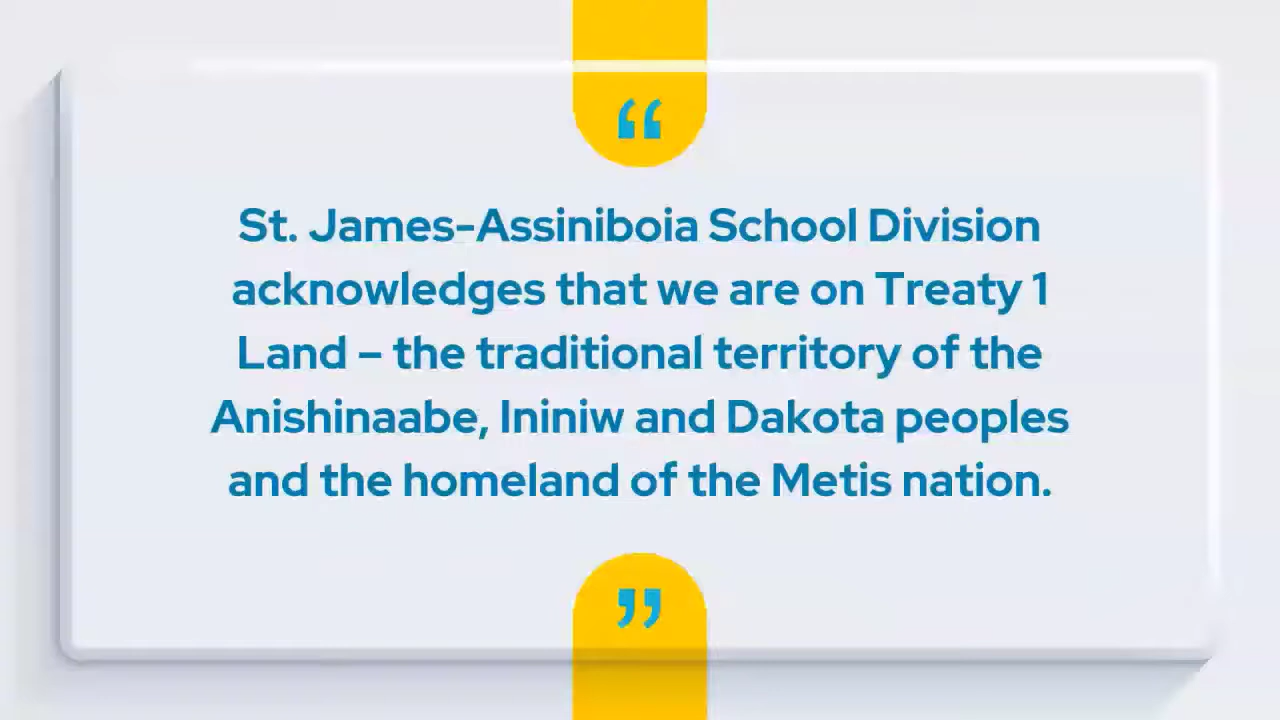 “
St. James-Assiniboia School Division
acknowledges that we are on Treaty 1
Land – the traditional territory of the
Anishinaabe, Ininiw and Dakota peoples
and the homeland of the Metis nation.
”